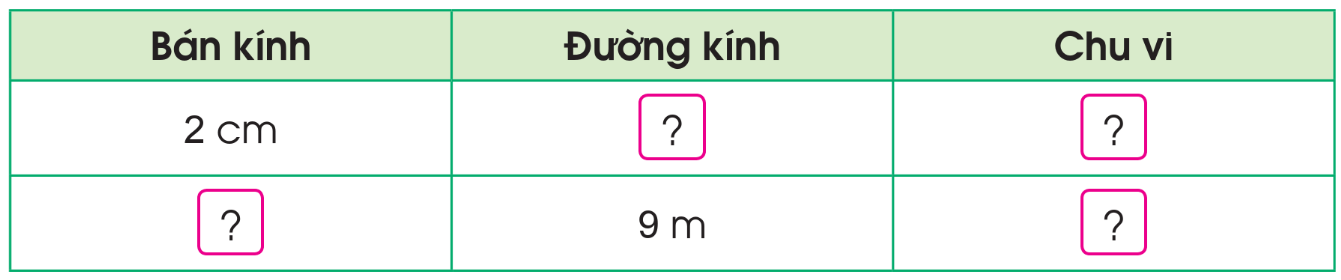 Bán kính Đường kính Chu vi
2 cm ? ?
? 9 m ?